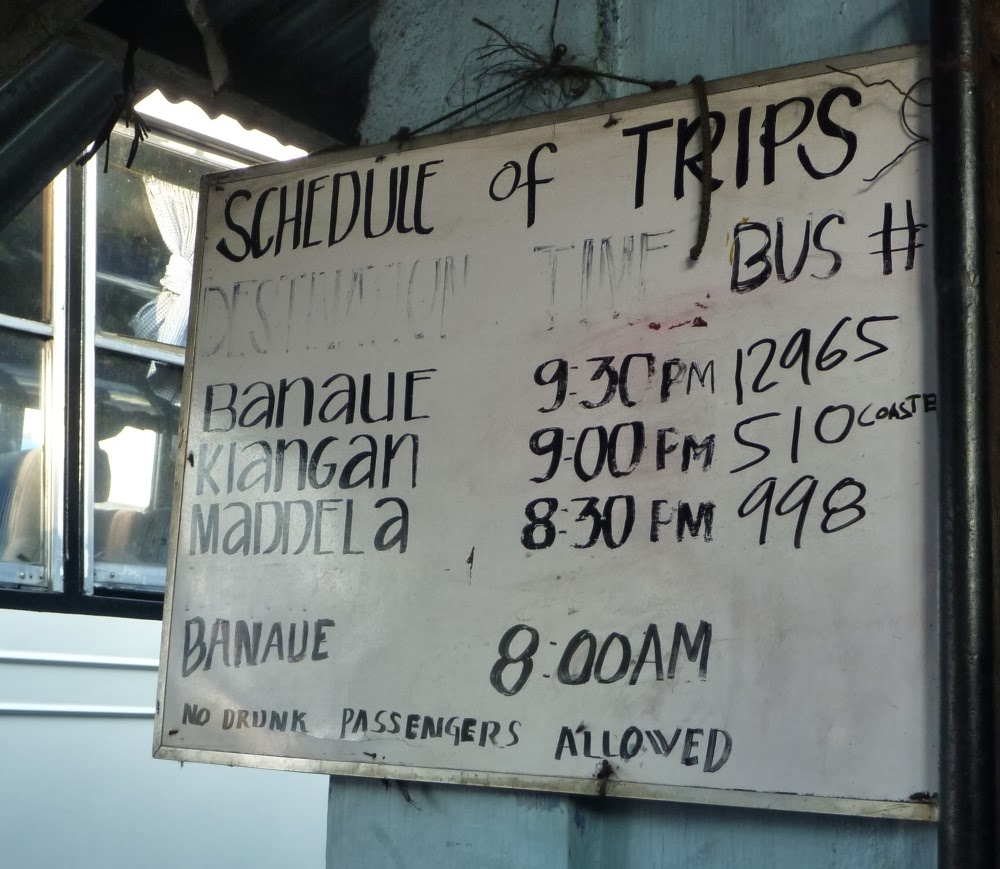 SCHEDULE of TRIPS
DESTINATION TIME BUS #
BanaUE 9:30 PM 12965
KIanGan 9:00 PM 510 COASTE
MaDDELa 8:30 PM 998
BANAUE 8:00AM
NO DRUNK PASSENGERS ALLOWED